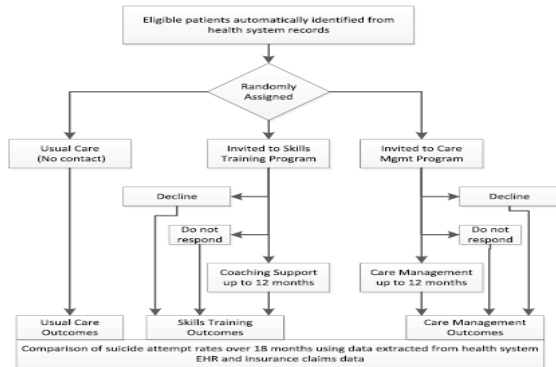 Eligible patients automatically identified from
health system records
Randomly
Assigned
Usual Care
(No contact)
Invited to Skills
Training Program
Invited to Care
Mgmt Program
Decline
Decline
Do not
respond
Do not
respond
Coaching Support
up to 12 months
Care Management
up to 12 months
Usual Care
Outcomes
Skills Training
Outcomes
Care Management
Outcomes
Comparison of suicide attempt rates over 18 months using data extracted from health system
EHR and insurance claims data